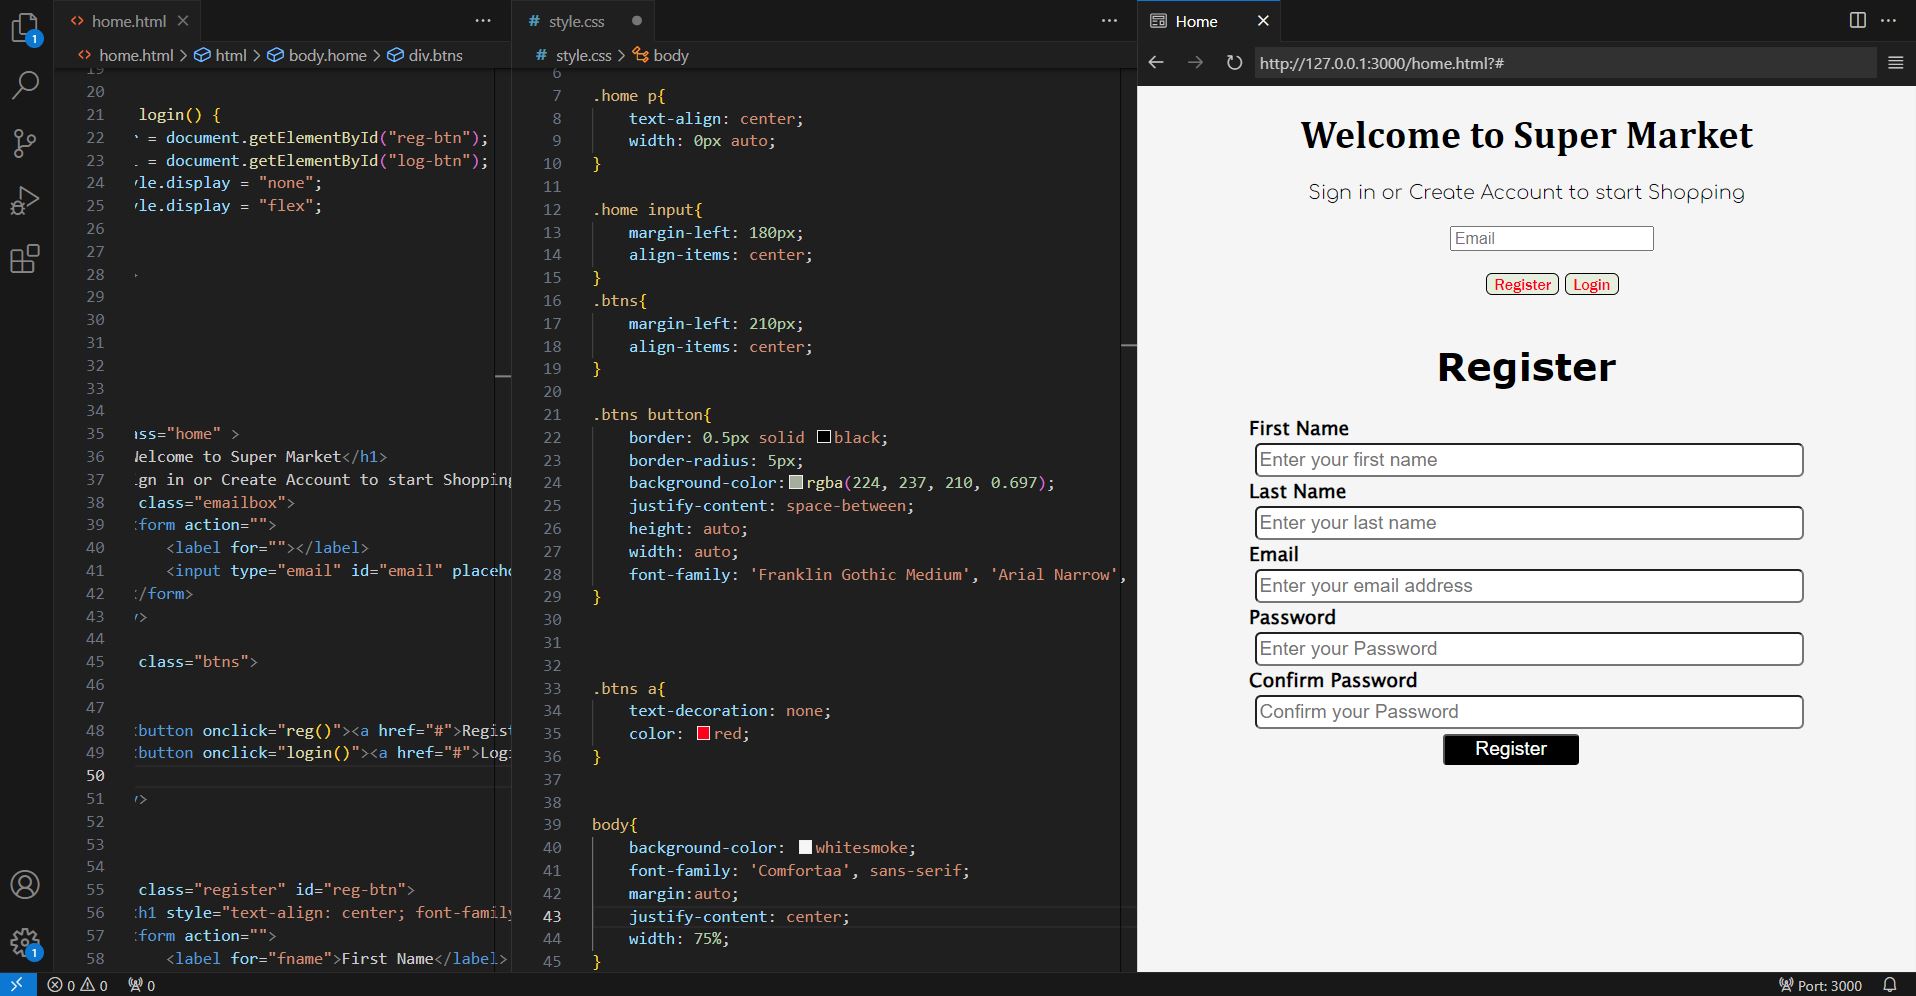 home.html
style.css
Home
home.html > html > body.home > div.btns
style.css > body
http://127.0.0.1:3000/home.html?#
1
19
20
21 login() {
22 = document.getElementById("reg-btn");
23 = document.getElementById("log-btn");
24 le.display = "none";
25 le.display = "flex";
26
27
28 >
29
30
31
32
33
34
35 ass="home" >
36 elcome to Super Market</h1>
37 gn in or Create Account to start Shopping
38 class="emailbox">
39 form action="">
40 <label for=""></label>
41 <input type="email" id="email" placeho
42 /form>
43 >
44
45 class="btns">
46
47
48 button onclick="reg()"><a href="#">Regist
49 button onclick="login()"><a href="#">Log
50
51 >
52
53
54
55 class="register" id="reg-btn">
56 h1 style="text-align: center; font-family
57 form action="">
58 <label for="fname">First Name</label>
6
7 .home p{
8 text-align: center;
9 width: 0px auto;
10 }
11
12 .home input{
13 margin-left: 180px;
14 align-items: center;
15 }
16 .btns{
17 margin-left: 210px;
18 align-items: center;
19 }
20
21 .btns button{
22 border: 0.5px solid black;
23 border-radius: 5px;
24 background-color: rgba(224, 237, 210, 0.697);
25 justify-content: space-between;
26 height: auto;
27 width: auto;
28 font-family: 'Franklin Gothic Medium', 'Arial Narrow',
29 }
30
31
32
33 .btns a{
34 text-decoration: none;
35 color: red;
36 }
37
38
39 body{
40 background-color: whitesmoke;
41 font-family: 'Comfortaa', sans-serif;
42 margin:auto;
43 justify-content: center;
44 width: 75%;
45 }
Welcome to Super Market
Sign in or Create Account to start Shopping
Email
Register Login
Register
First Name
Enter your first name
Last Name
Enter your last name
Email
Enter your email address
Password
Enter your Password
Confirm Password
Confirm your Password
Register
1
0 0 0
Port: 3000